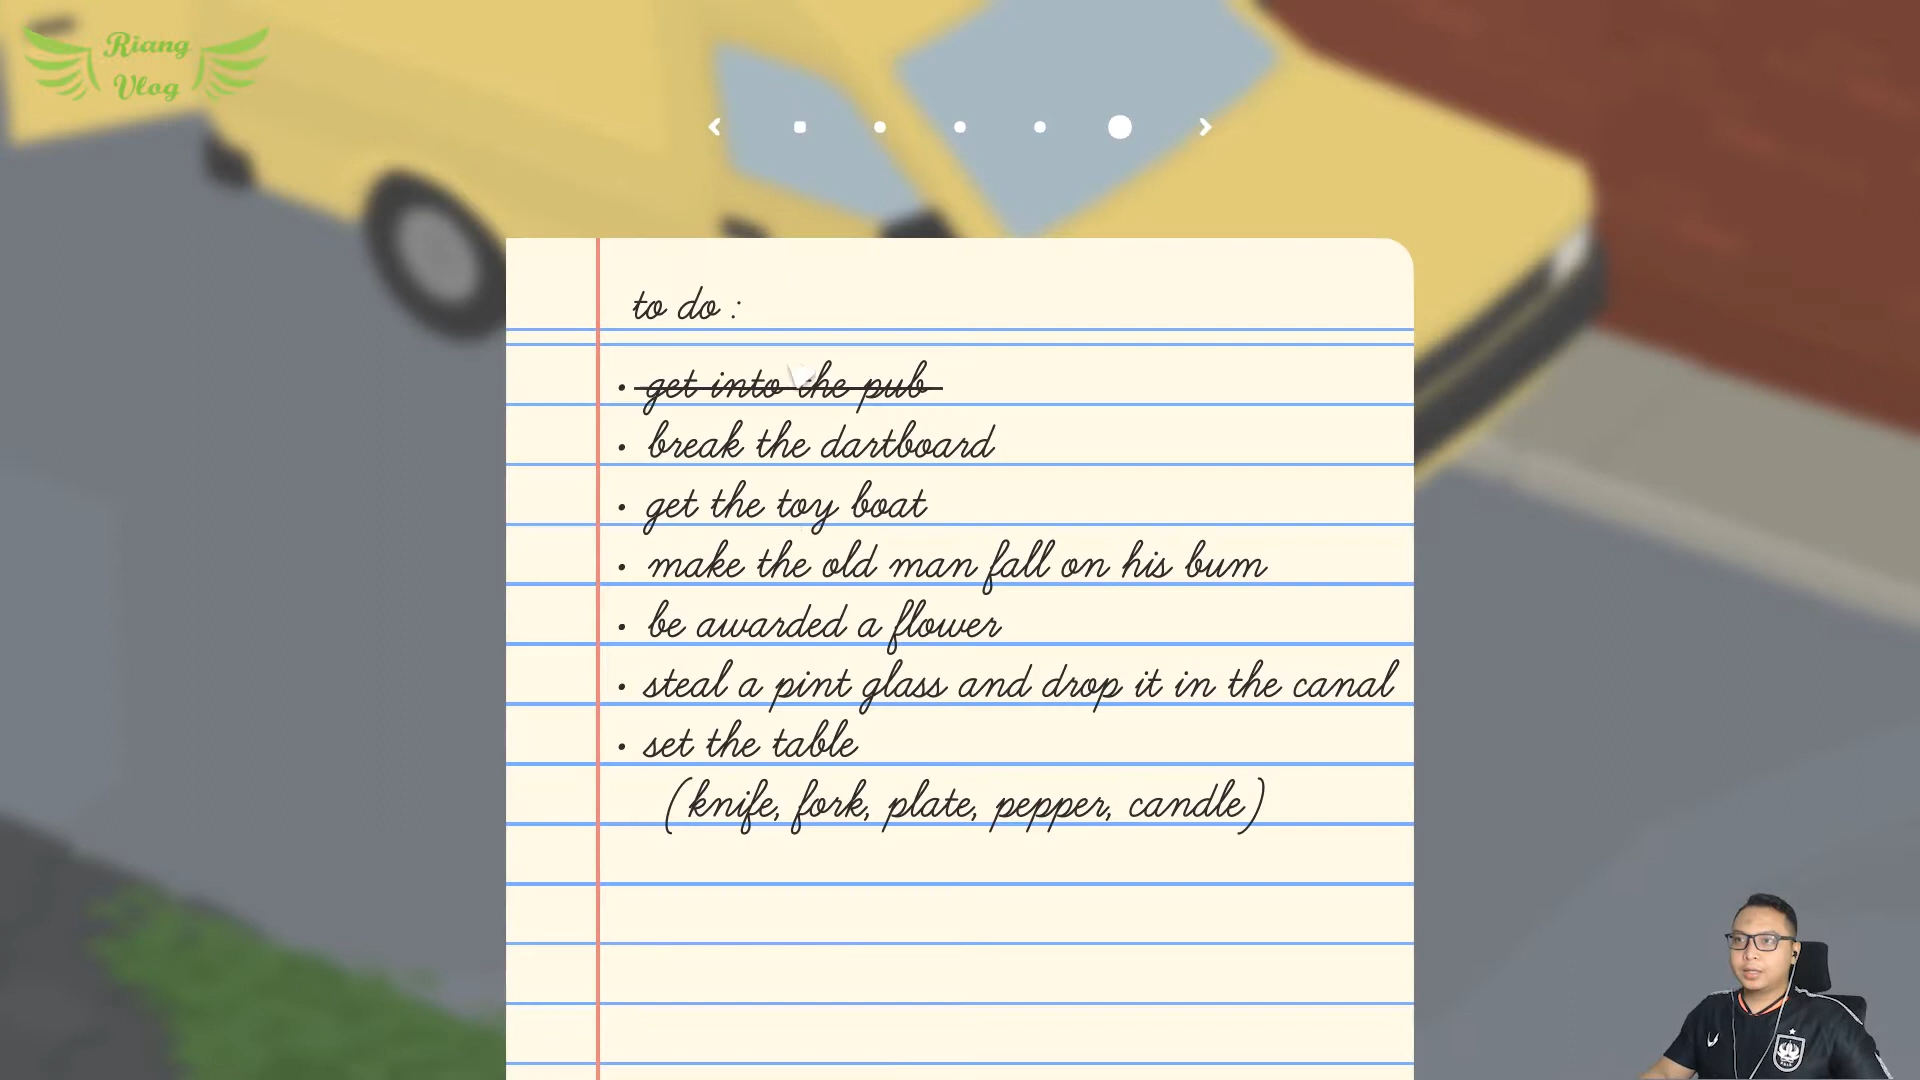 Riang
Vlog
to do :
• get into the pub
• break the dartboard
• get the toy boat
• make the old man fall on his bum
• be awarded a flower
• steal a pint glass and drop it in the canal
• set the table
(knife, fork, plate, pepper, candle)